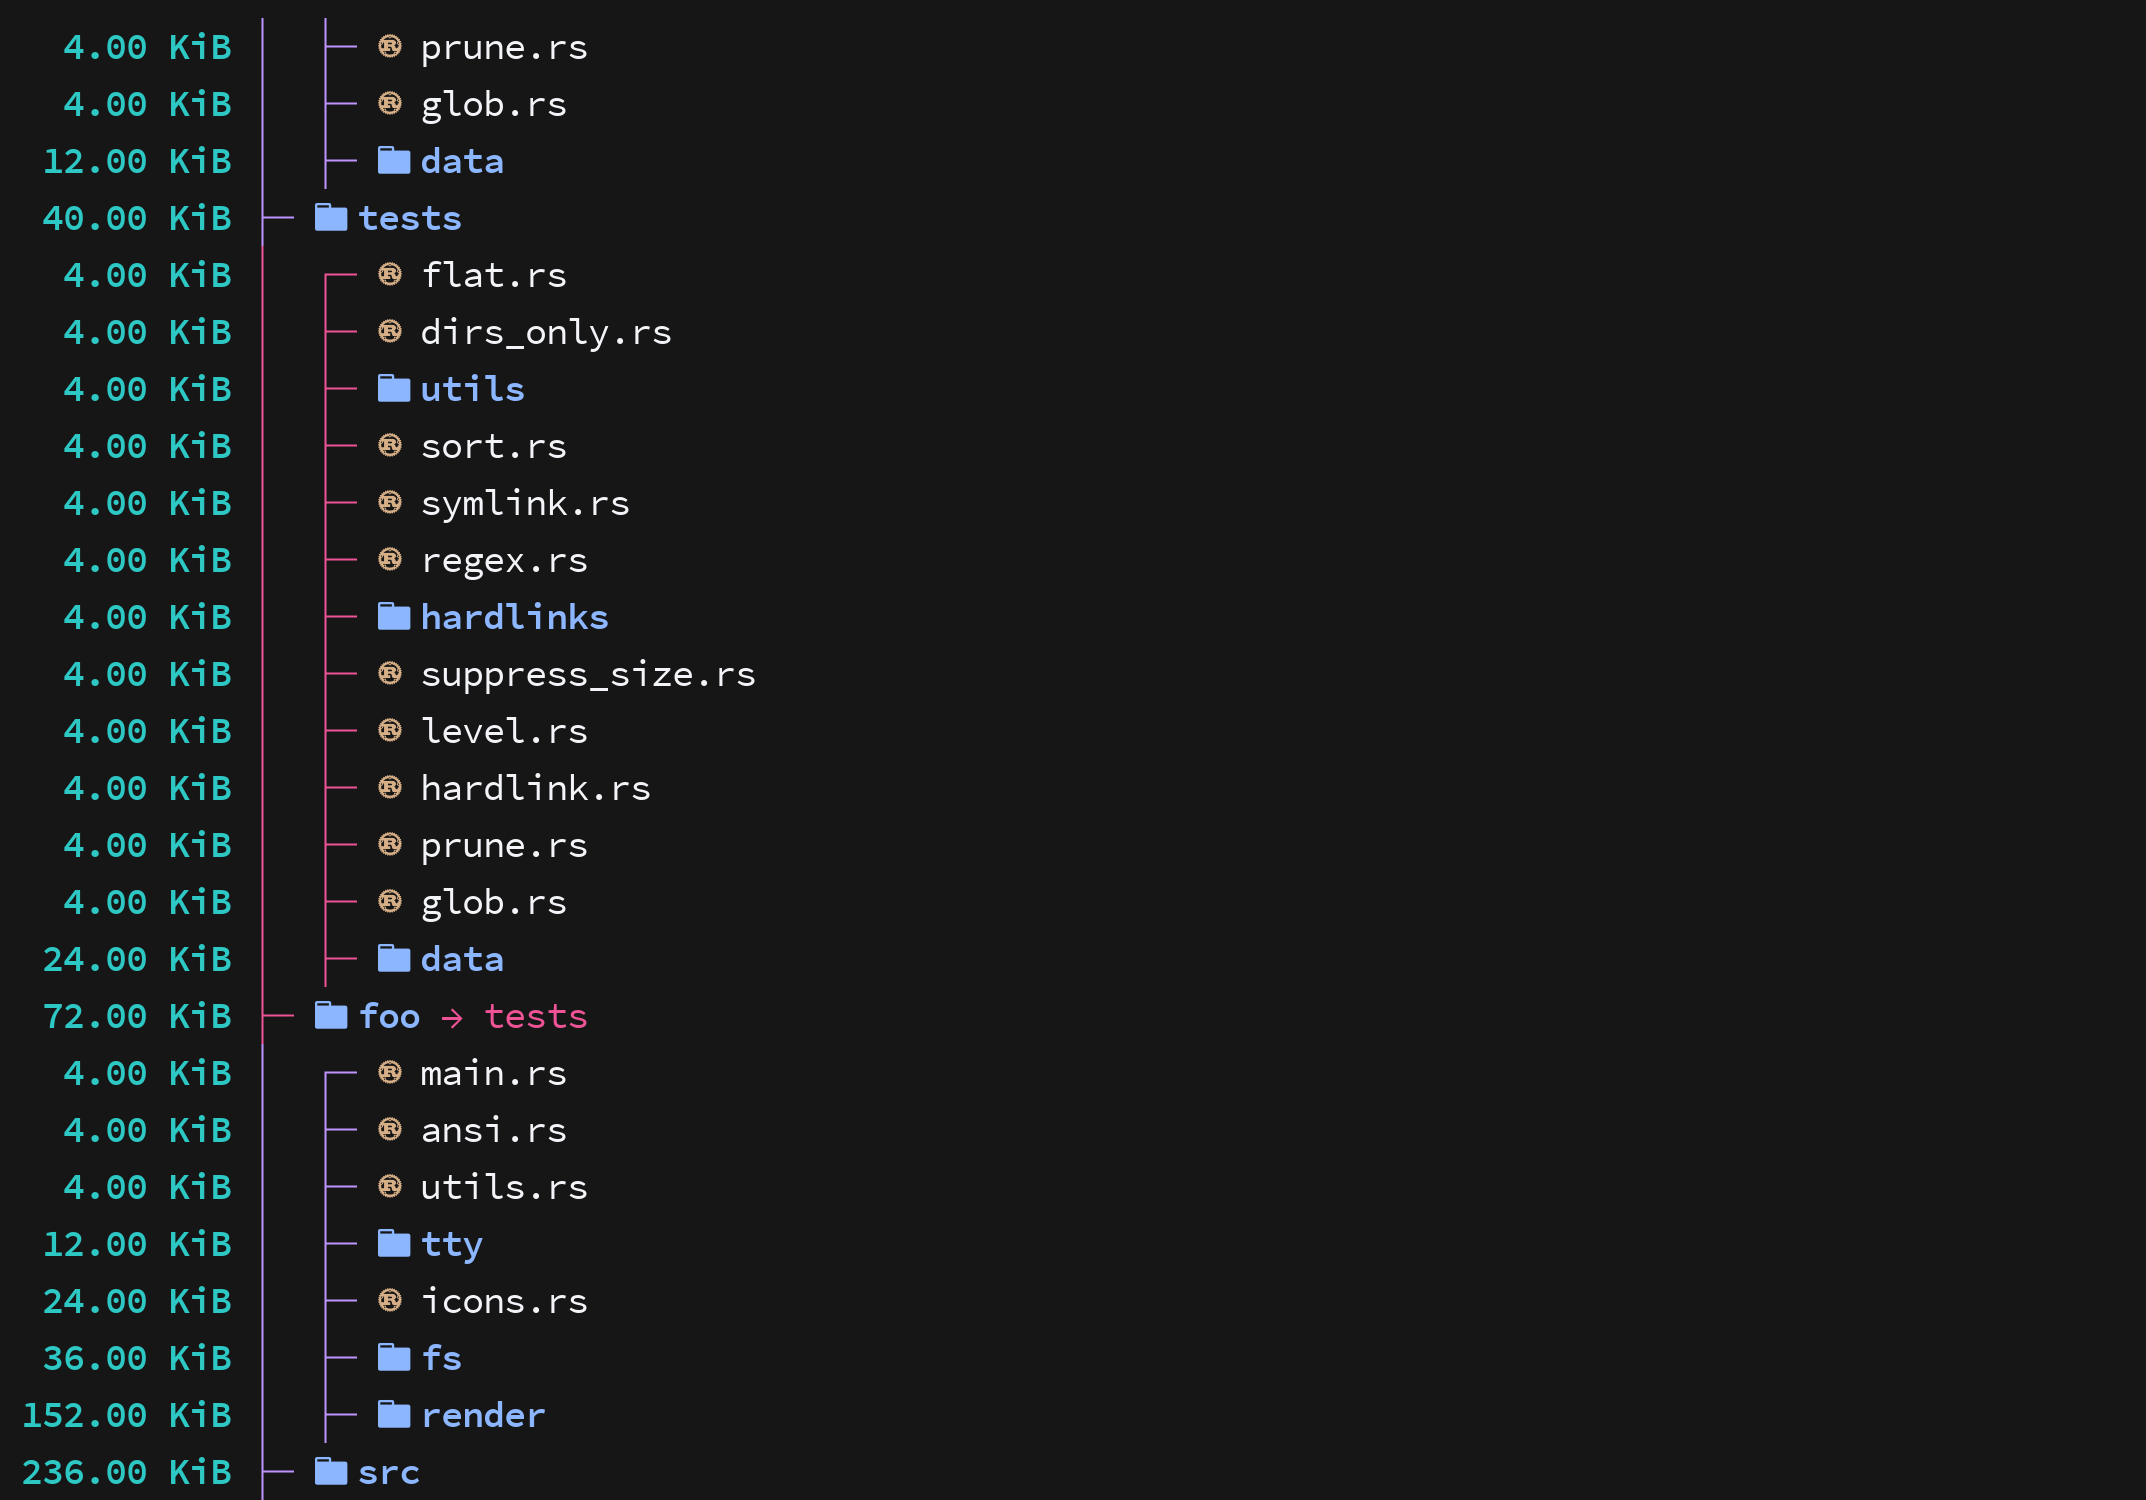 4.00 KiB │  ├─ prune.rs
4.00 KiB │  ├─ glob.rs
12.00 KiB │  ├─ data
40.00 KiB ├─ tests
4.00 KiB │  ┌─ flat.rs
4.00 KiB │  ├─ dirs_only.rs
4.00 KiB │  ├─ utils
4.00 KiB │  ├─ sort.rs
4.00 KiB │  ├─ symlink.rs
4.00 KiB │  ├─ regex.rs
4.00 KiB │  ├─ hardlinks
4.00 KiB │  ├─ suppress_size.rs
4.00 KiB │  ├─ level.rs
4.00 KiB │  ├─ hardlink.rs
4.00 KiB │  ├─ prune.rs
4.00 KiB │  ├─ glob.rs
24.00 KiB │  ├─ data
72.00 KiB ├─ foo → tests
4.00 KiB │  ┌─ main.rs
4.00 KiB │  ├─ ansi.rs
4.00 KiB │  ├─ utils.rs
12.00 KiB │  ├─ tty
24.00 KiB │  ├─ icons.rs
36.00 KiB │  ├─ fs
152.00 KiB │  ├─ render
236.00 KiB ├─ src